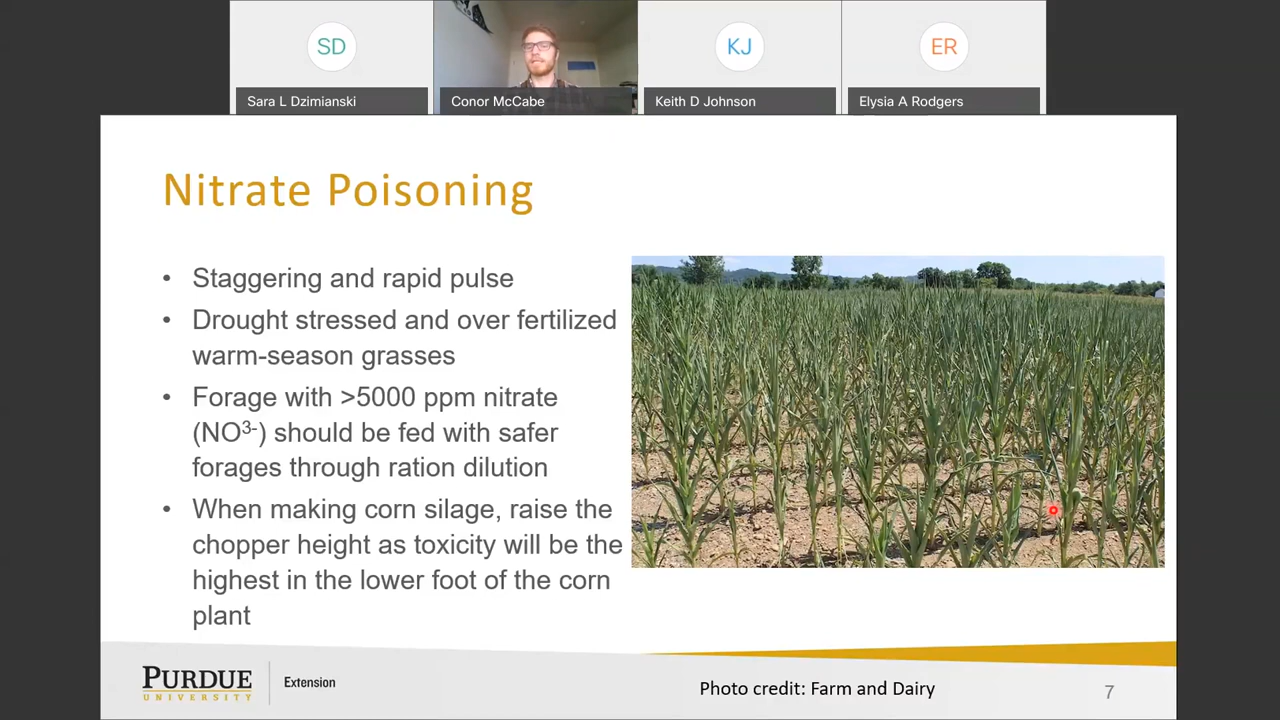 SD
KJ
ER
Sara L Dzimianski
Conor McCabe
Keith D Johnson
Elysia A Rodgers
Nitrate Poisoning
• Staggering and rapid pulse
• Drought stressed and over fertilized
warm-season grasses
• Forage with >5000 ppm nitrate
(NO³⁻) should be fed with safer
forages through ration dilution
• When making corn silage, raise the
chopper height as toxicity will be the
highest in the lower foot of the corn
plant
PURDUE
UNIVERSITY
Extension
Photo credit: Farm and Dairy
7